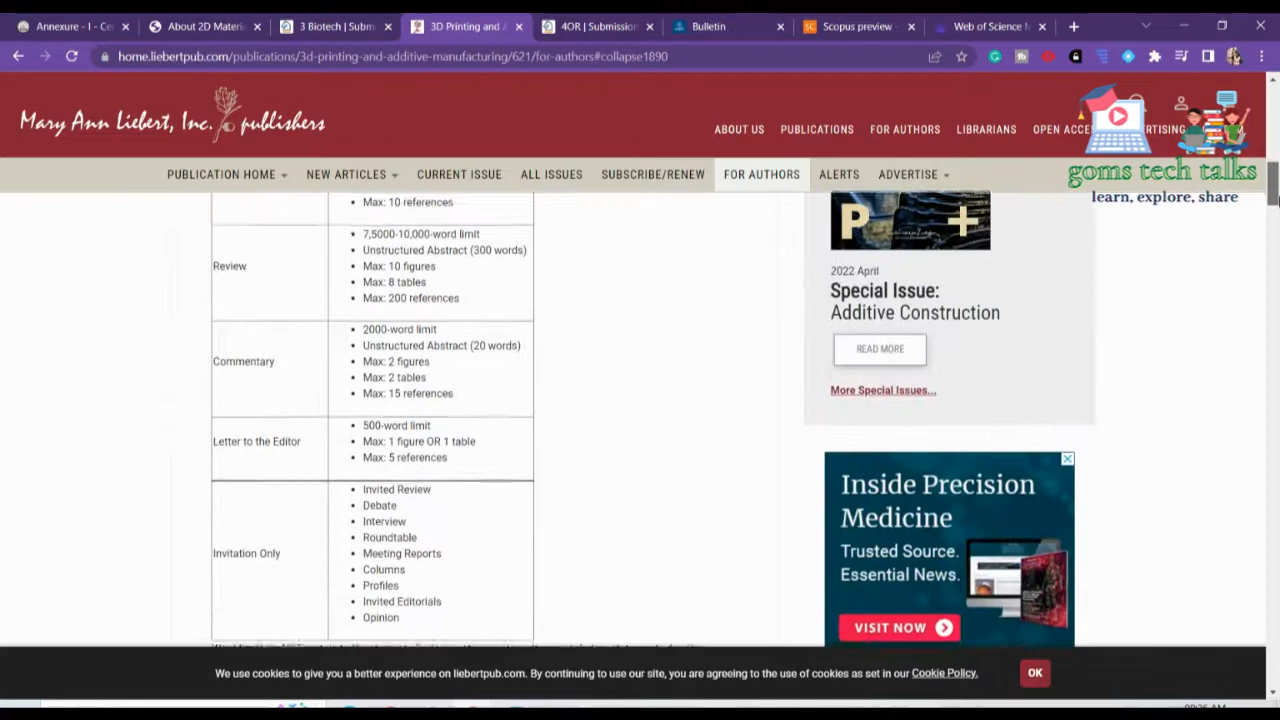 Annexure - I - Ce
About 2D Materi
3 Biotech | Subm
3D Printing and A
4OR | Submission
Bulletin
Scopus preview -
Web of Science M
home.liebertpub.com/publications/3d-printing-and-additive-manufacturing/621/for-authors#collapse1890
Mary Ann Liebert, Inc. publishers
ABOUT US
PUBLICATIONS
FOR AUTHORS
LIBRARIANS
OPEN ACCE
ERTISING
goms tech talks
learn, explore, share
PUBLICATION HOME
NEW ARTICLES
CURRENT ISSUE
ALL ISSUES
SUBSCRIBE/RENEW
FOR AUTHORS
ALERTS
ADVERTISE
• Max: 10 references
Review
• 7,5000-10,000-word limit
• Unstructured Abstract (300 words)
• Max: 10 figures
• Max: 8 tables
• Max: 200 references
Commentary
• 2000-word limit
• Unstructured Abstract (20 words)
• Max: 2 figures
• Max: 2 tables
• Max: 15 references
Letter to the Editor
• 500-word limit
• Max: 1 figure OR 1 table
• Max: 5 references
Invitation Only
• Invited Review
• Debate
• Interview
• Roundtable
• Meeting Reports
• Columns
• Profiles
• Invited Editorials
• Opinion
P +
2022 April
Special Issue:
Additive Construction
READ MORE
More Special Issues...
Inside Precision
Medicine
Trusted Source.
Essential News.
VISIT NOW
We use cookies to give you a better experience on liebertpub.com. By continuing to use our site, you are agreeing to the use of cookies as set in our Cookie Policy.
OK